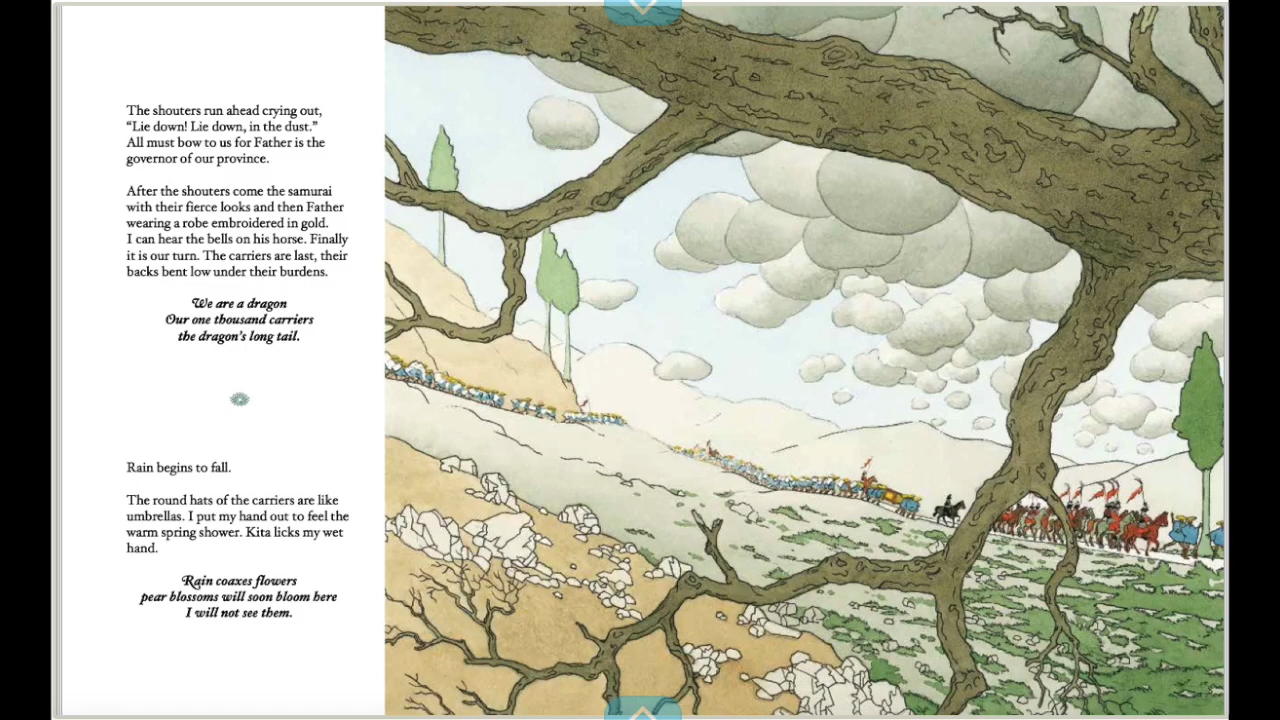 The shouters run ahead crying out,
“Lie down! Lie down, in the dust.”
All must bow to us for Father is the
governor of our province.
After the shouters come the samurai
with their fierce looks and then Father
wearing a robe embroidered in gold.
I can hear the bells on his horse. Finally
it is our turn. The carriers are last, their
backs bent low under their burdens.
We are a dragon
Our one thousand carriers
the dragon’s long tail.
Rain begins to fall.
The round hats of the carriers are like
umbrellas. I put my hand out to feel the
warm spring shower. Kita licks my wet
hand.
Rain coaxes flowers
pear blossoms will soon bloom here
I will not see them.